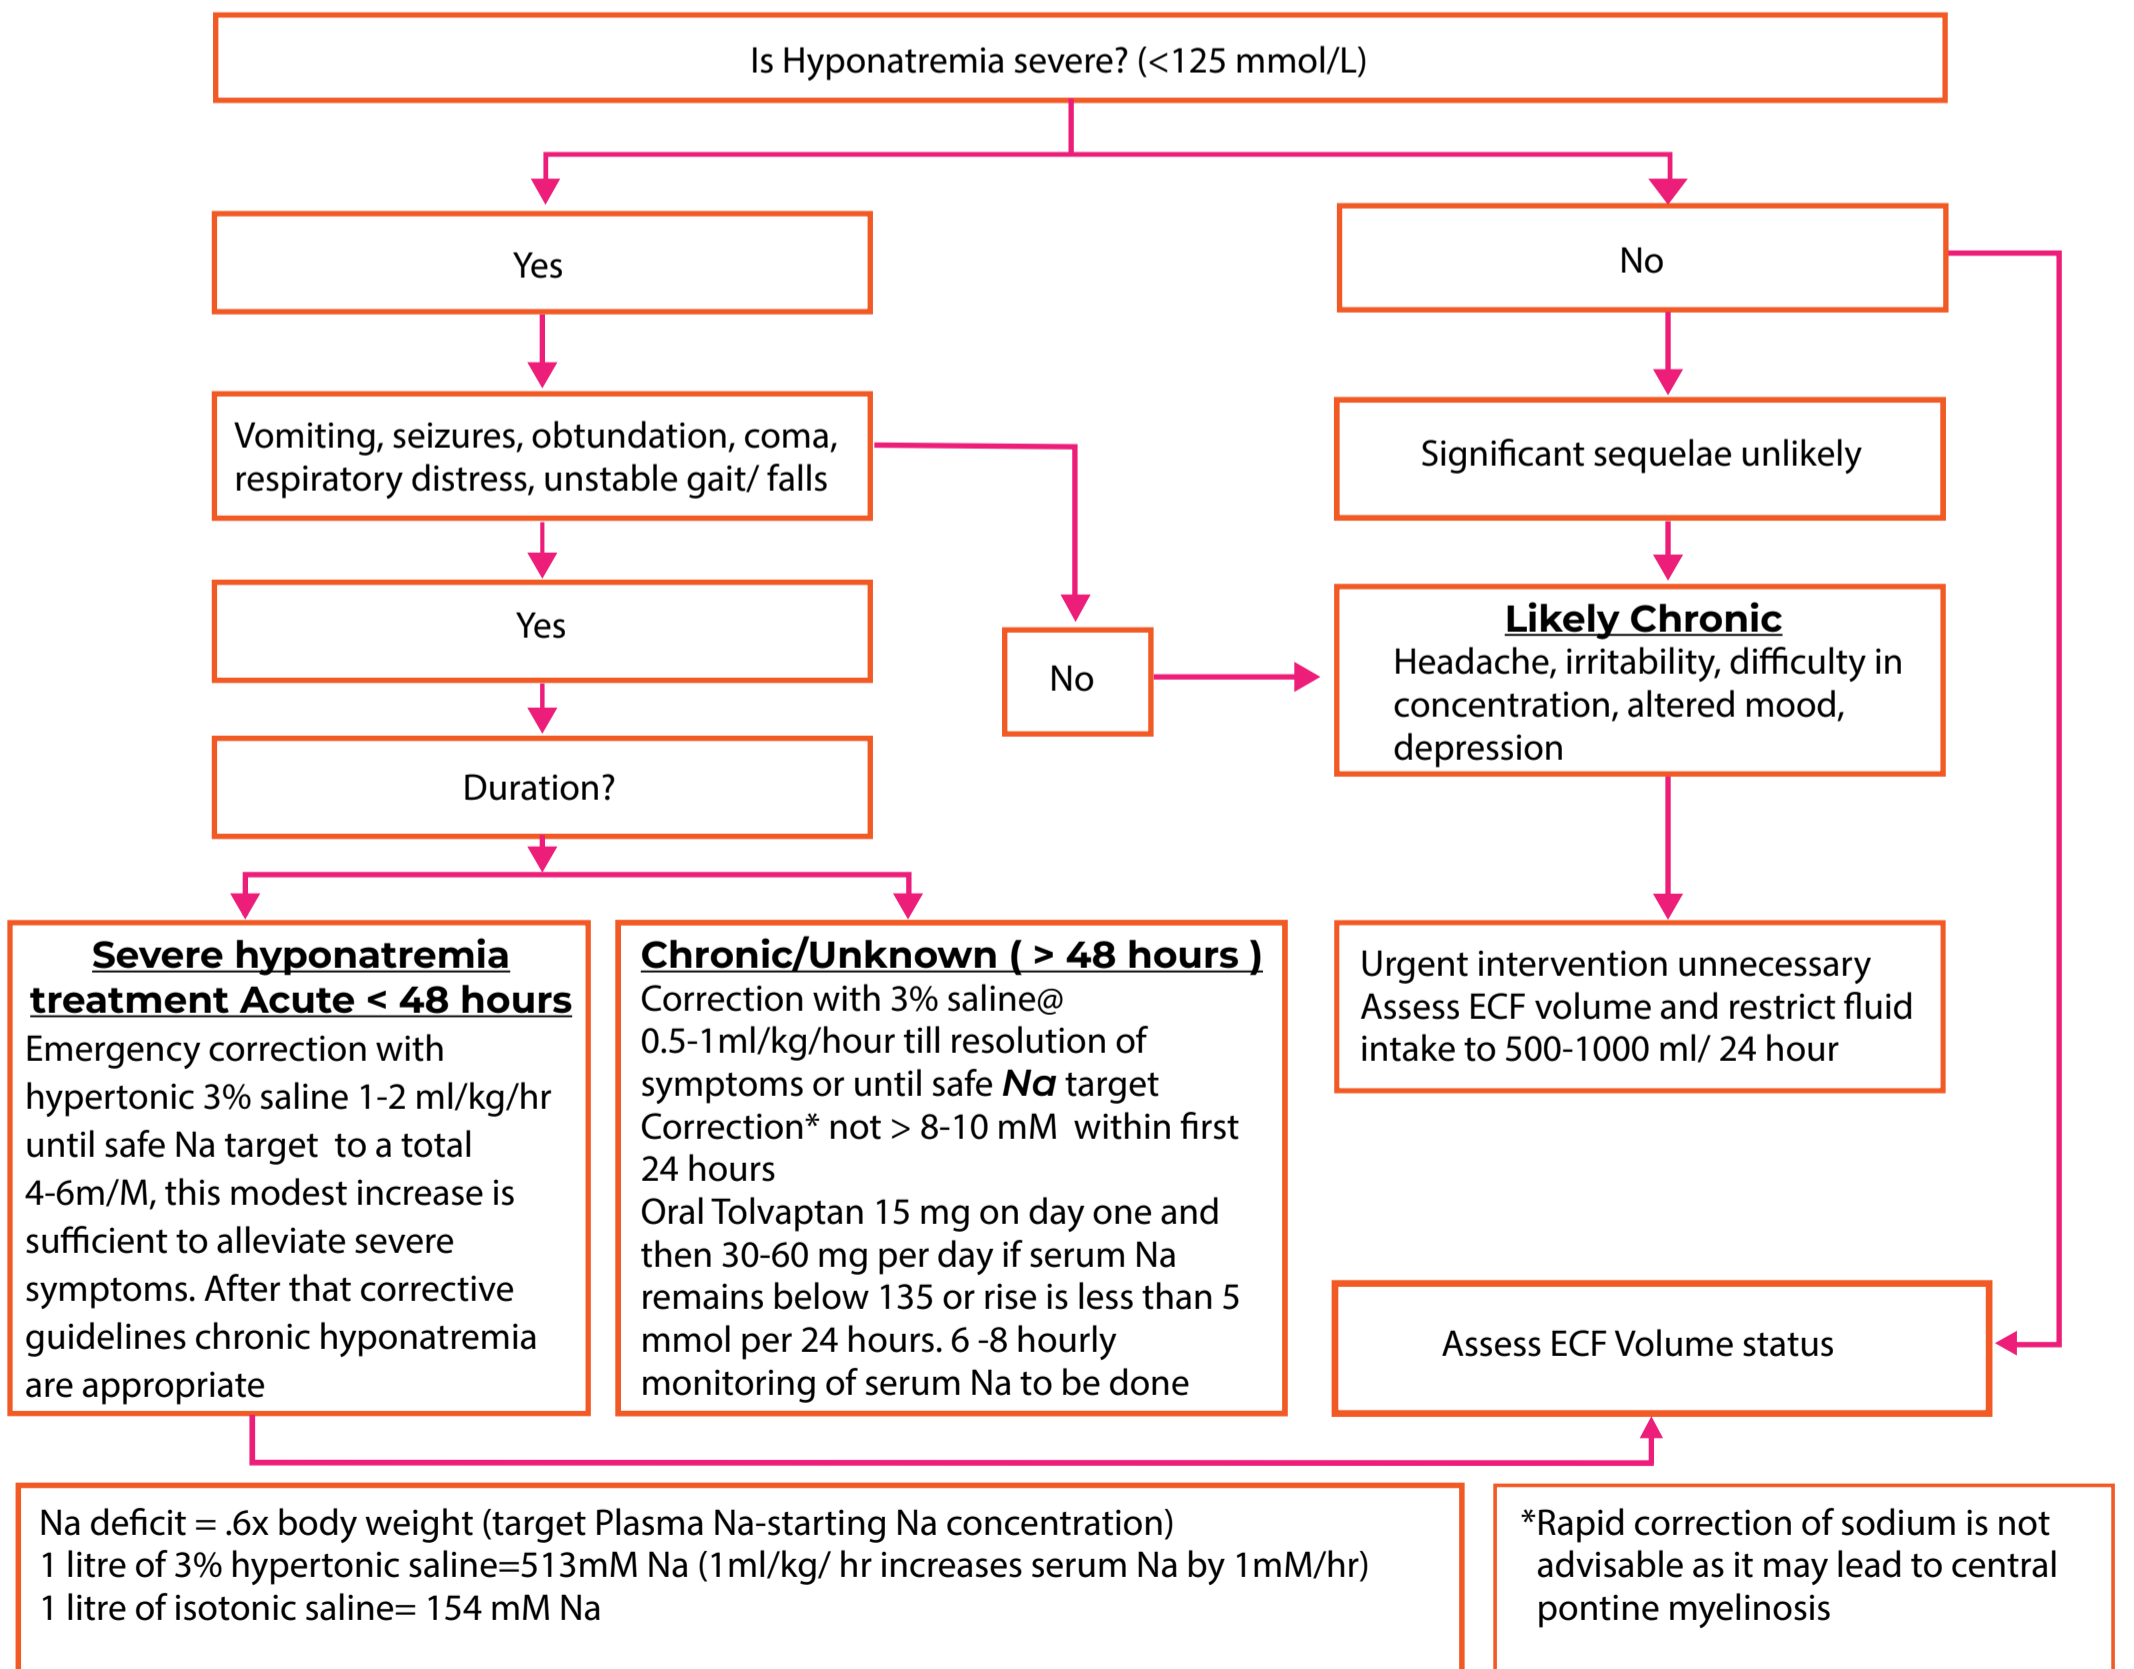 Is Hyponatremia severe? (<125 mmol/L)
Yes
No
Vomiting, seizures, obtundation, coma,
respiratory distress, unstable gait/ falls
Significant sequelae unlikely
Yes
No
Likely Chronic
Headache, irritability, difficulty in
concentration, altered mood,
depression
Duration?
Severe hyponatremia
treatment Acute < 48 hours
Emergency correction with
hypertonic 3% saline 1-2 ml/kg/hr
until safe Na target  to a total
4-6m/M, this modest increase is
sufficient to alleviate severe
symptoms. After that corrective
guidelines chronic hyponatremia
are appropriate
Chronic/Unknown ( > 48 hours )
Correction with 3% saline@
0.5-1ml/kg/hour till resolution of
symptoms or until safe Na target
Correction* not > 8-10 mM  within first
24 hours
Oral Tolvaptan 15 mg on day one and
then 30-60 mg per day if serum Na
remains below 135 or rise is less than 5
mmol per 24 hours. 6 -8 hourly
monitoring of serum Na to be done
Urgent intervention unnecessary
Assess ECF volume and restrict fluid
intake to 500-1000 ml/ 24 hour
Assess ECF Volume status
Na deficit = .6x body weight (target Plasma Na-starting Na concentration)
1 litre of 3% hypertonic saline=513mM Na (1ml/kg/ hr increases serum Na by 1mM/hr)
1 litre of isotonic saline= 154 mM Na
*Rapid correction of sodium is not
advisable as it may lead to central
pontine myelinosis